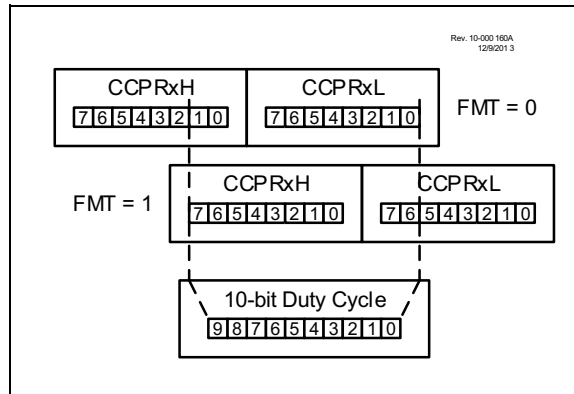 Rev. 10-000 160A
12/9/201 3
CCPRxH CCPRxL
7 6 5 4 3 2 1 0 7 6 5 4 3 2 1 0 FMT = 0
CCPRxH CCPRxL
FMT = 1 7 6 5 4 3 2 1 0 7 6 5 4 3 2 1 0
10-bit Duty Cycle
9 8 7 6 5 4 3 2 1 0